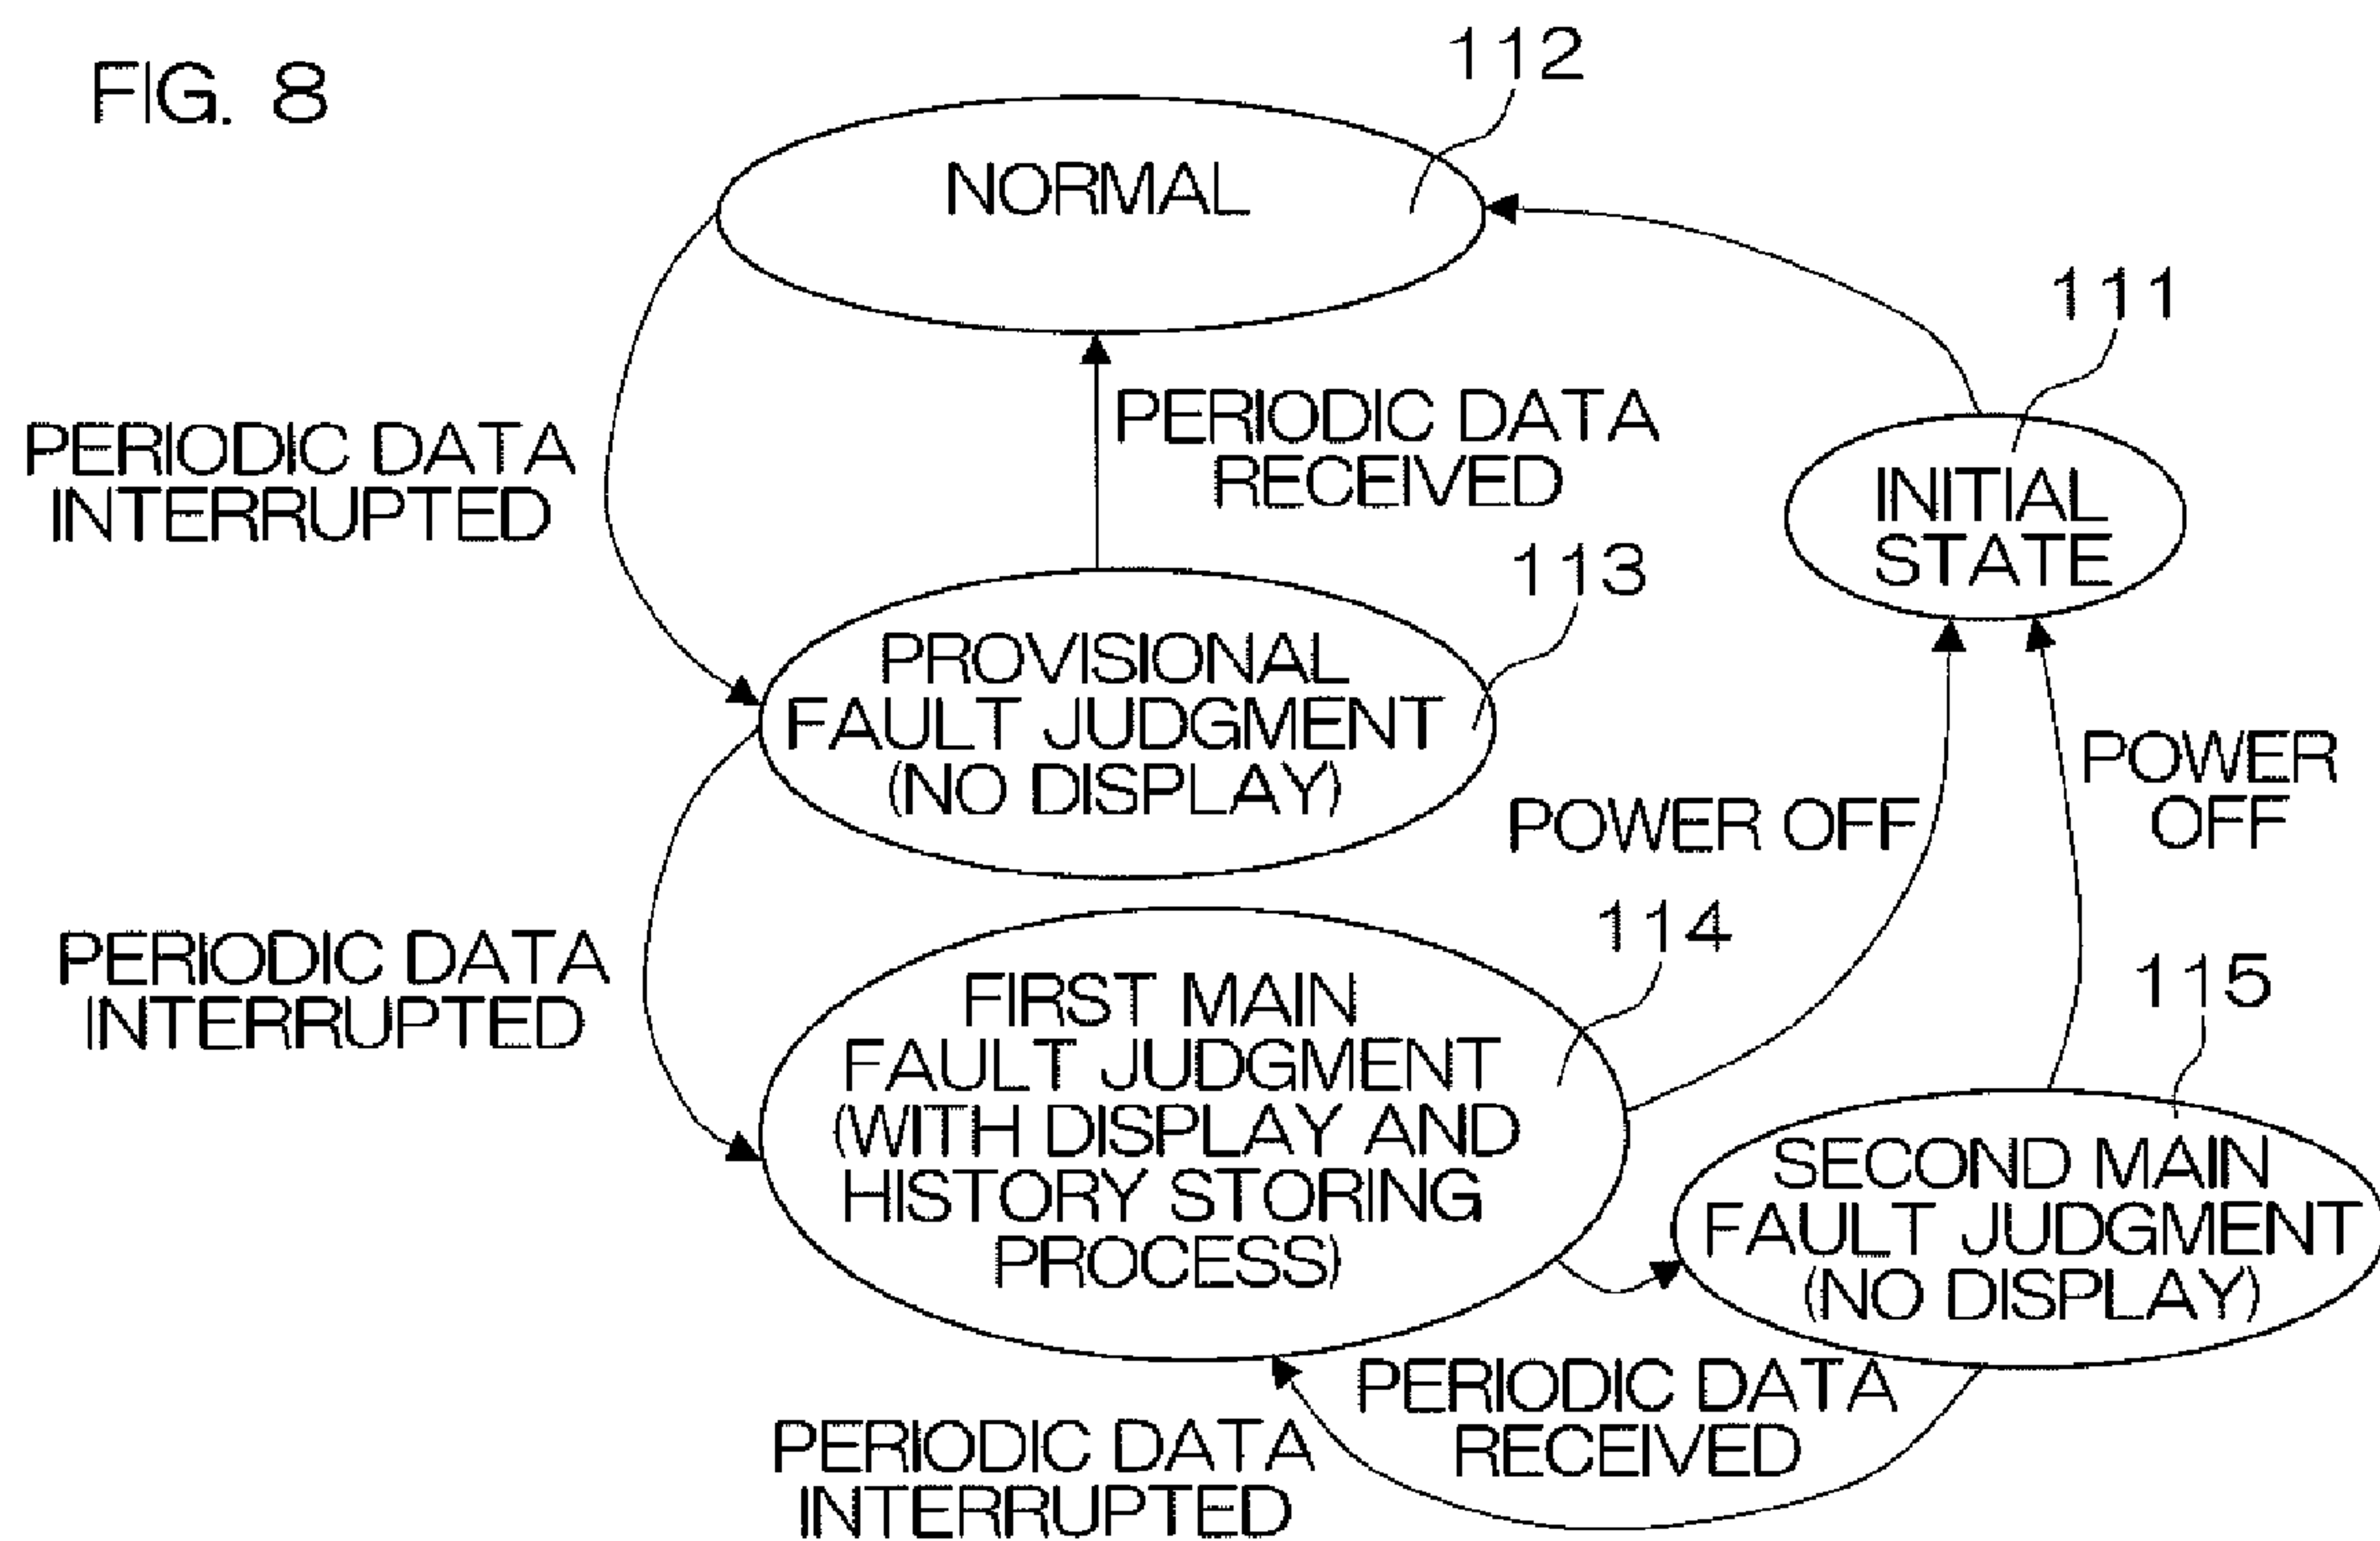 FIG. 8
112
NORMAL
111
PERIODIC DATA
INTERRUPTED
PERIODIC DATA
RECEIVED
INITIAL
STATE
113
PROVISIONAL
FAULT JUDGMENT
(NO DISPLAY)
POWER OFF
POWER
OFF
PERIODIC DATA
INTERRUPTED
114
FIRST MAIN
FAULT JUDGMENT
(WITH DISPLAY AND
HISTORY STORING
PROCESS)
115
SECOND MAIN
FAULT JUDGMENT
(NO DISPLAY)
PERIODIC DATA
RECEIVED
PERIODIC DATA
INTERRUPTED